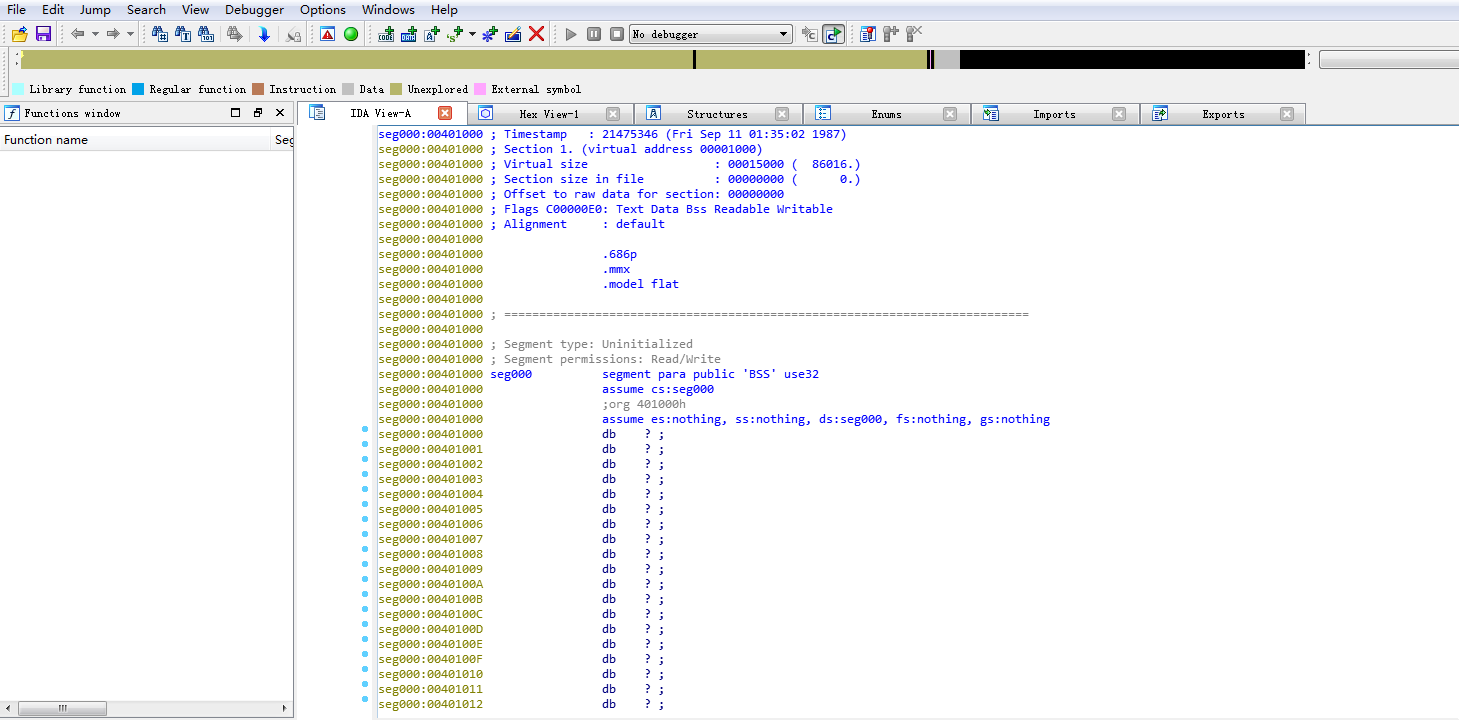 File Edit Jump Search View Debugger Options Windows Help
No debugger
Library function Regular function Instruction Data Unexplored External symbol
Functions window
IDA View-A Hex View-1 Structures Enums Imports Exports
Function name Seg
seg000:00401000 ; Timestamp : 21475346 (Fri Sep 11 01:35:02 1987)
seg000:00401000 ; Section 1. (virtual address 00001000)
seg000:00401000 ; Virtual size : 00015000 ( 86016.)
seg000:00401000 ; Section size in file : 00000000 ( 0.)
seg000:00401000 ; Offset to raw data for section: 00000000
seg000:00401000 ; Flags C00000E0: Text Data Bss Readable Writable
seg000:00401000 ; Alignment : default
seg000:00401000
seg000:00401000 .686p
seg000:00401000 .mmx
seg000:00401000 .model flat
seg000:00401000
seg000:00401000 ; ===========================================================================
seg000:00401000
seg000:00401000 ; Segment type: Uninitialized
seg000:00401000 ; Segment permissions: Read/Write
seg000:00401000 seg000 segment para public 'BSS' use32
seg000:00401000 assume cs:seg000
seg000:00401000 ;org 401000h
seg000:00401000 assume es:nothing, ss:nothing, ds:seg000, fs:nothing, gs:nothing
seg000:00401000 db ? ;
seg000:00401001 db ? ;
seg000:00401002 db ? ;
seg000:00401003 db ? ;
seg000:00401004 db ? ;
seg000:00401005 db ? ;
seg000:00401006 db ? ;
seg000:00401007 db ? ;
seg000:00401008 db ? ;
seg000:00401009 db ? ;
seg000:0040100A db ? ;
seg000:0040100B db ? ;
seg000:0040100C db ? ;
seg000:0040100D db ? ;
seg000:0040100E db ? ;
seg000:0040100F db ? ;
seg000:00401010 db ? ;
seg000:00401011 db ? ;
seg000:00401012 db ? ;